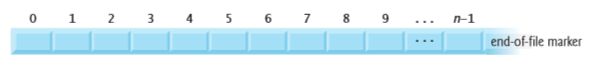 0 1 2 3 4 5 6 7 8 9 ... n–1
... end-of-file marker